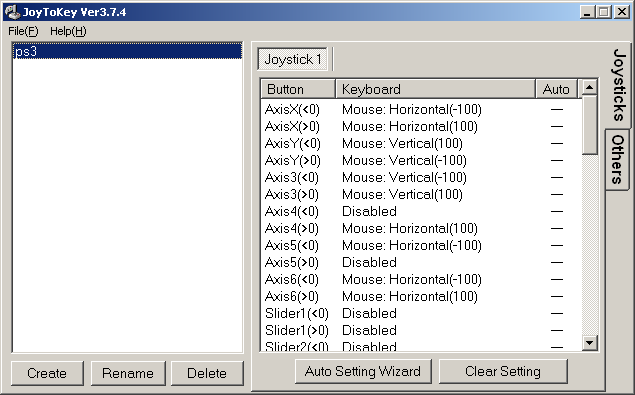 JoyToKey Ver3.7.4
File(F) Help(H)
ps3
Joystick 1
Joysticks
Others
Button Keyboard Auto
AxisX(<0) Mouse: Horizontal(-100) —
AxisX(>0) Mouse: Horizontal(100) —
AxisY(<0) Mouse: Vertical(100) —
AxisY(>0) Mouse: Vertical(-100) —
Axis3(<0) Mouse: Vertical(-100) —
Axis3(>0) Mouse: Vertical(100) —
Axis4(<0) Disabled —
Axis4(>0) Mouse: Horizontal(100) —
Axis5(<0) Mouse: Horizontal(-100) —
Axis5(>0) Disabled —
Axis6(<0) Mouse: Horizontal(-100) —
Axis6(>0) Mouse: Horizontal(100) —
Slider1(<0) Disabled —
Slider1(>0) Disabled —
Slider2(<0) Disabled —
Create Rename Delete
Auto Setting Wizard Clear Setting